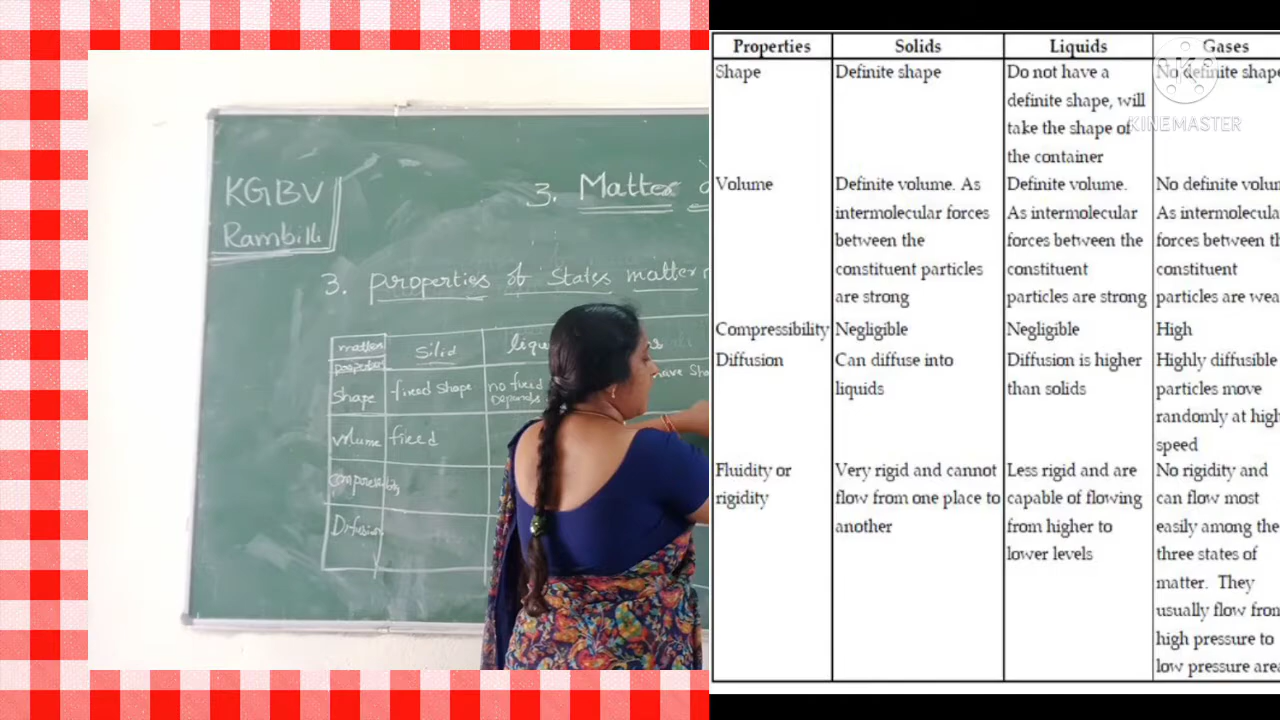 KGBV
Rambilli
3. Matter
3. properties of States matter
matter
properties
Silid
liqu
shape
fixed shape
no fixed
Depends
have Sha
volume
fixed
Diffusion
Properties
Solids
Liquids
Gases
Shape
Definite shape
Do not have a
definite shape, will
take the shape of
the container
No definite shape
Volume
Definite volume. As
intermolecular forces
between the
constituent particles
are strong
Definite volume.
As intermolecular
forces between the
constituent
particles are strong
No definite volum
As intermolecula
forces between th
constituent
particles are wea
Compressibility
Negligible
Negligible
High
Diffusion
Can diffuse into
liquids
Diffusion is higher
than solids
Highly diffusible
particles move
randomly at high
speed
Fluidity or
rigidity
Very rigid and cannot
flow from one place to
another
Less rigid and are
capable of flowing
from higher to
lower levels
No rigidity and
can flow most
easily among the
three states of
matter. They
usually flow from
high pressure to
low pressure area
KINEMASTER